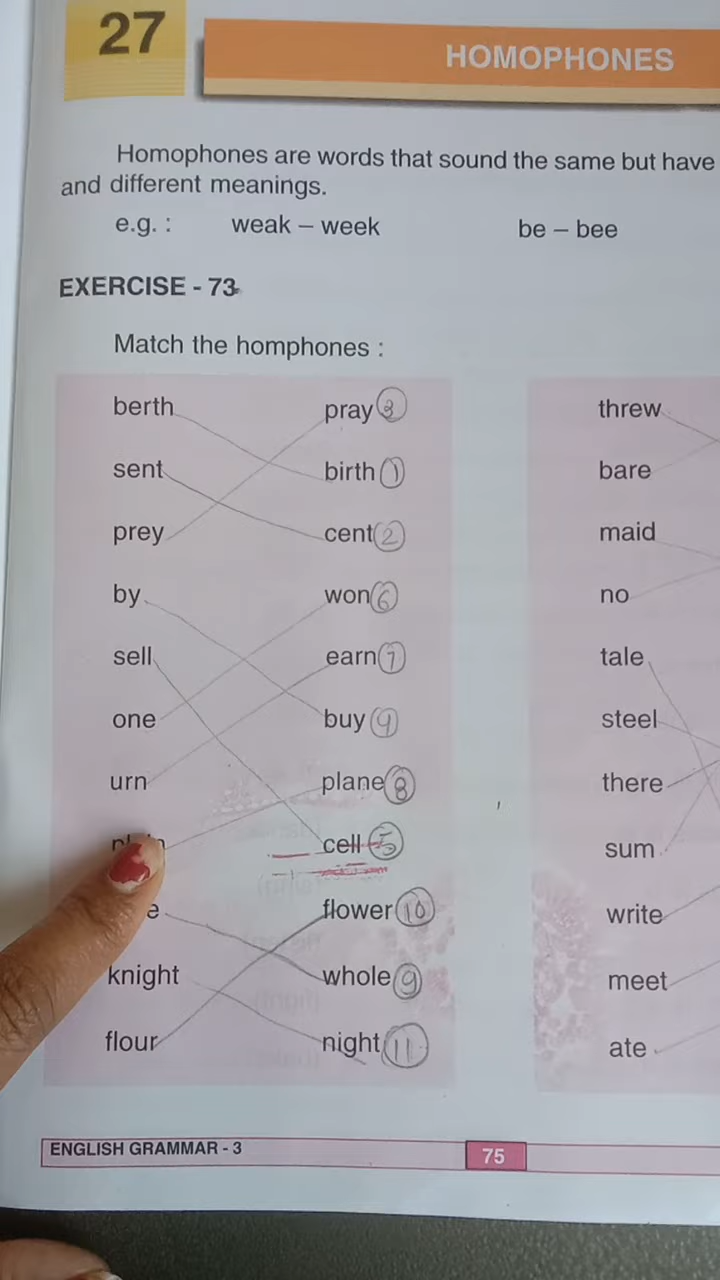 27
HOMOPHONES
Homophones are words that sound the same but have
and different meanings.
e.g. : weak – week be – bee
EXERCISE - 73
Match the homphones :
berth pray 3 threw
sent birth 1 bare
prey cent 2 maid
by won 6 no
sell earn 7 tale
one buy 4 steel
urn plane 8 there
cell 5 sum
flower 10 write
knight whole 9 meet
flour night 11 ate
ENGLISH GRAMMAR - 3 75